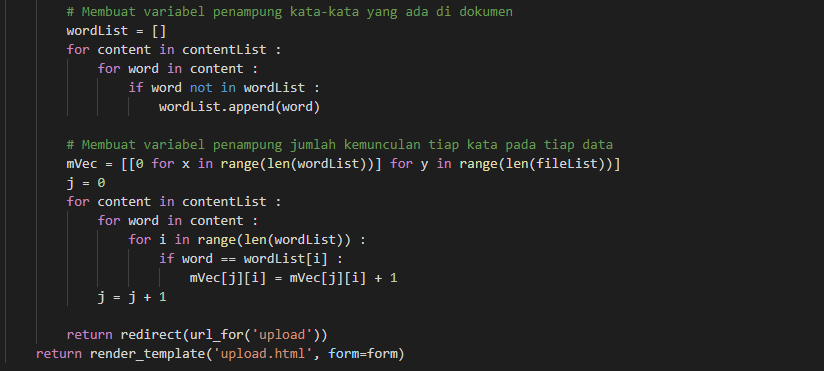 # Membuat variabel penampung kata-kata yang ada di dokumen
wordList = []
for content in contentList :
for word in content :
if word not in wordList :
wordList.append(word)
# Membuat variabel penampung jumlah kemunculan tiap kata pada tiap data
mVec = [[0 for x in range(len(wordList))] for y in range(len(fileList))]
j = 0
for content in contentList :
for word in content :
for i in range(len(wordList)) :
if word == wordList[i] :
mVec[j][i] = mVec[j][i] + 1
j = j + 1
return redirect(url_for('upload'))
return render_template('upload.html', form=form)